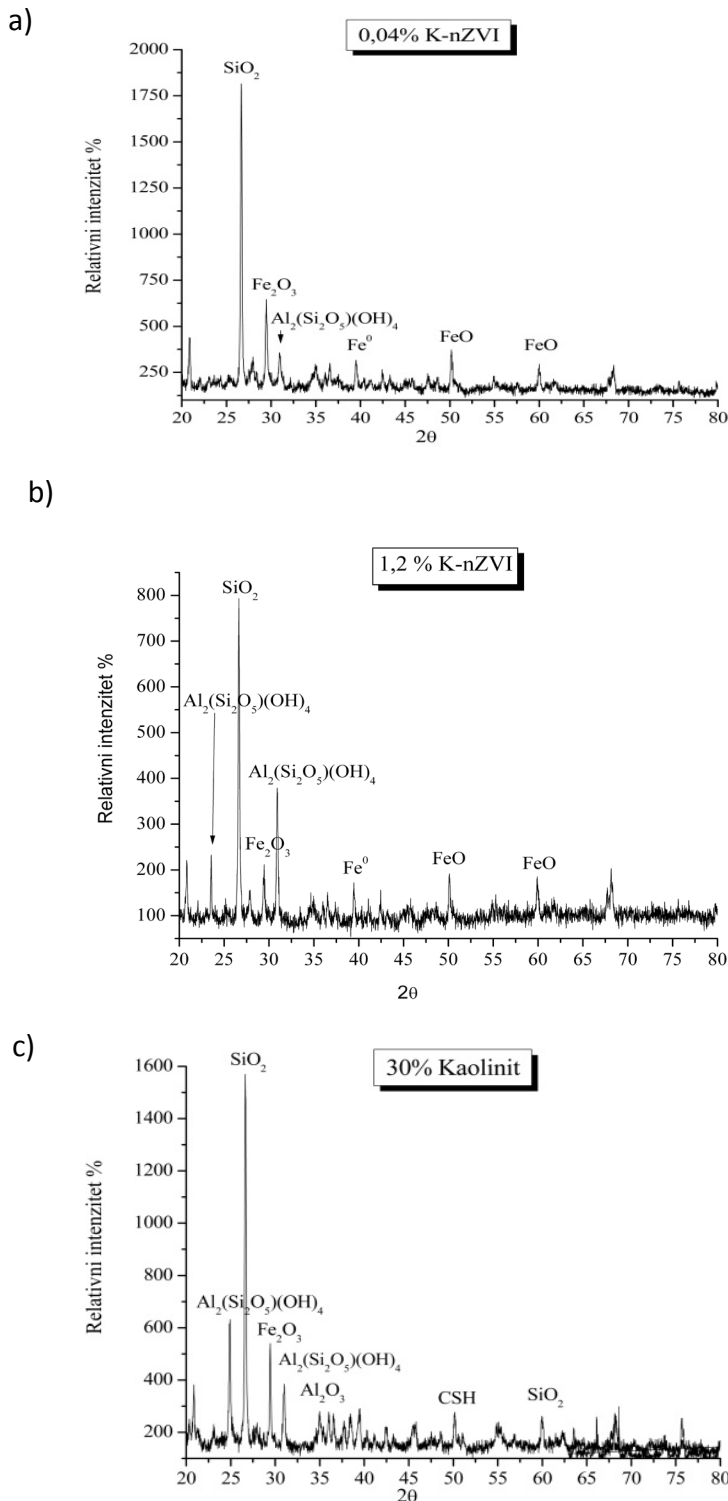 a)
0,04% K-nZVI
2000
1750
1500
1250
1000
750
500
250
Relativni intenzitet %
SiO₂
Fe₂O₃
Al₂(Si₂O₅)(OH)₄
Fe⁰
FeO
FeO
20 25 30 35 40 45 50 55 60 65 70 75 80
2θ
b)
1,2 % K-nZVI
800
700
600
500
400
300
200
100
Relativni intenzitet %
SiO₂
Al₂(Si₂O₅)(OH)₄
Al₂(Si₂O₅)(OH)₄
Fe₂O₃
Fe⁰
FeO
FeO
20 25 30 35 40 45 50 55 60 65 70 75 80
2θ
c)
30% Kaolinit
1600
1400
1200
1000
800
600
400
200
Relativni intenzitet %
SiO₂
Al₂(Si₂O₅)(OH)₄
Fe₂O₃
Al₂(Si₂O₅)(OH)₄
Al₂O₃
CSH
SiO₂
20 25 30 35 40 45 50 55 60 65 70 75 80
2θ